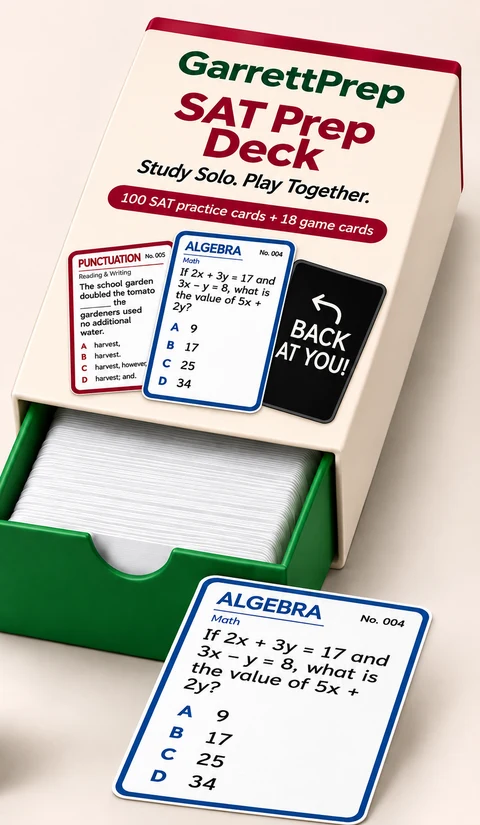 GarrettPrep
SAT Prep
Deck
Study Solo. Play Together.
100 SAT practice cards + 18 game cards
PUNCTUATION No. 005
Reading & Writing
The school garden
doubled the tomato
________ the
gardeners used
no additional
water.
A harvest,
B harvest.
C harvest, however,
D harvest; and.
ALGEBRA No. 004
Math
If 2x + 3y = 17 and
3x – y = 8, what is
the value of 5x +
2y?
A 9
B 17
C 25
D 34
BACK
AT YOU!
ALGEBRA No. 004
Math
If 2x + 3y = 17 and
3x – y = 8, what is
the value of 5x +
2y?
A 9
B 17
C 25
D 34